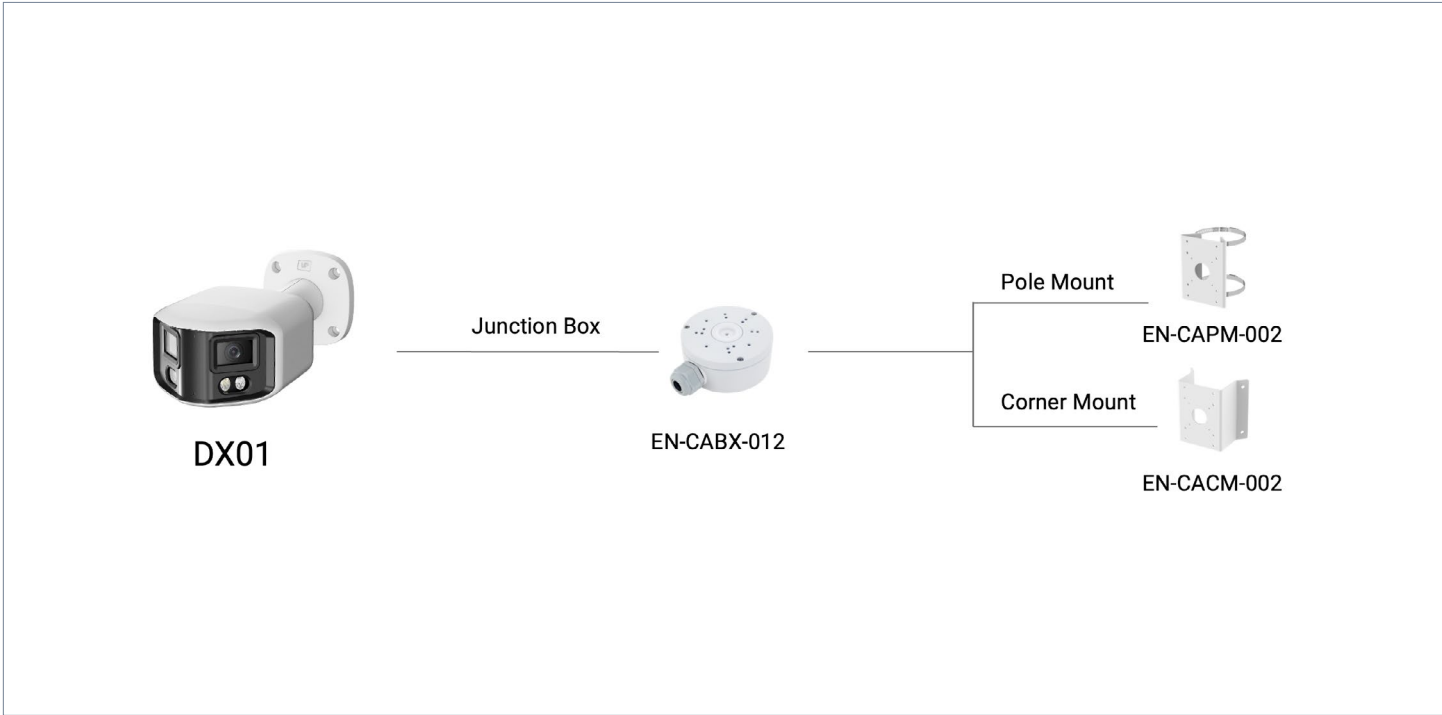 Pole Mount
Junction Box
EN-CAPM-002
Corner Mount
EN-CABX-012
DX01
EN-CACM-002